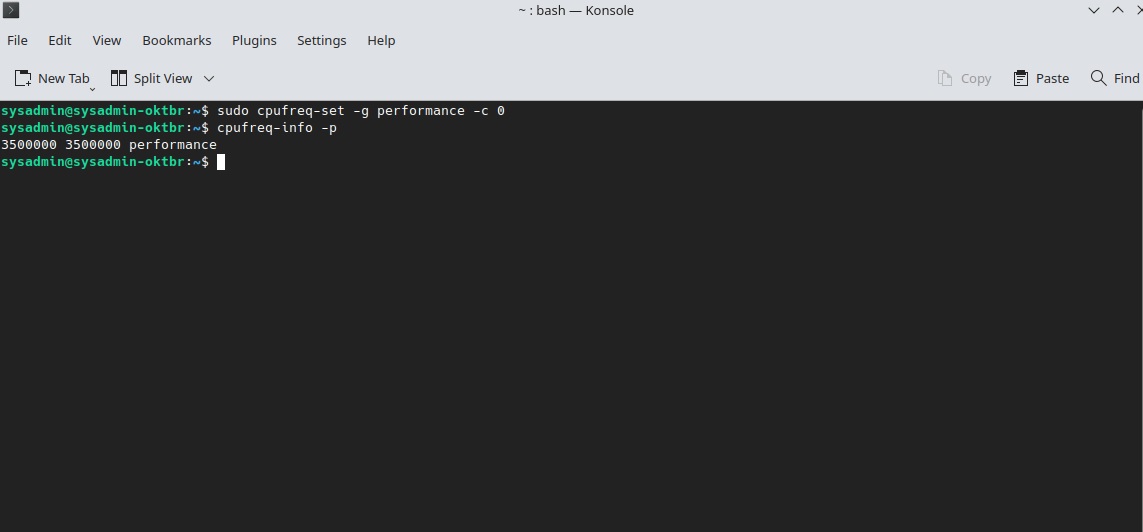 ~ : bash — Konsole
File Edit View Bookmarks Plugins Settings Help
New Tab Split View Copy Paste Find
sysadmin@sysadmin-oktbr:~$ sudo cpufreq-set -g performance -c 0
sysadmin@sysadmin-oktbr:~$ cpufreq-info -p
3500000 3500000 performance
sysadmin@sysadmin-oktbr:~$